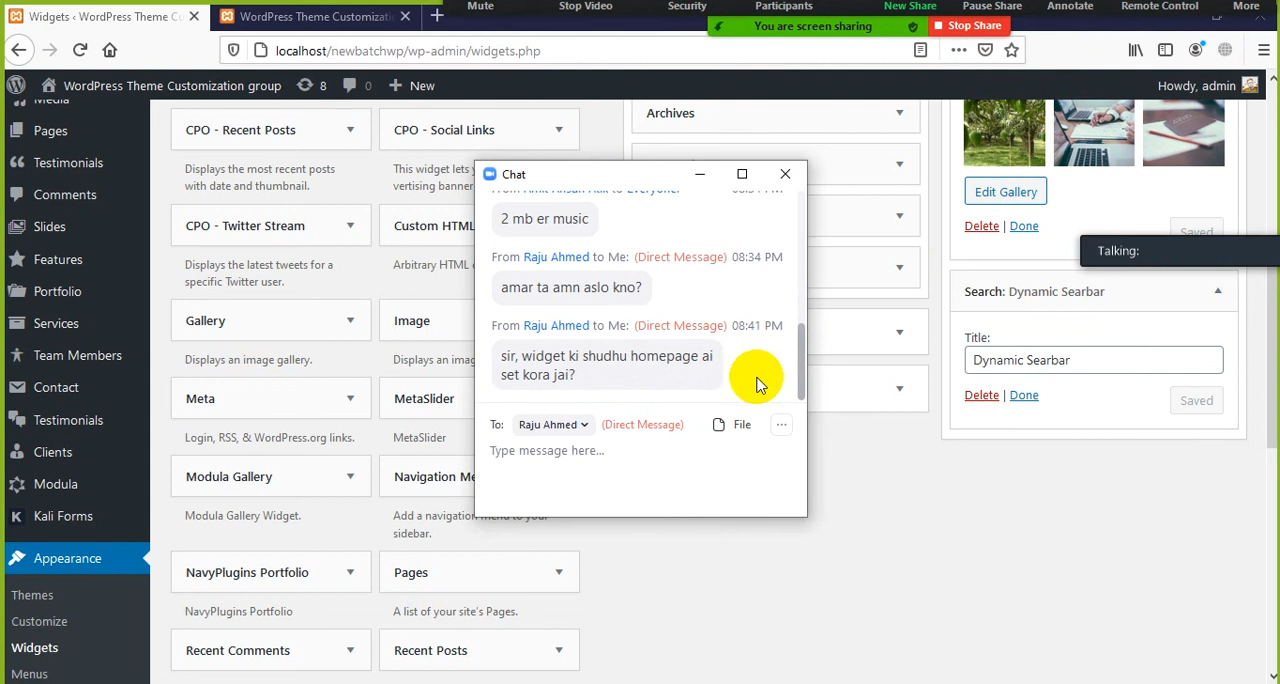 Widgets ‹ WordPress Theme Cu
WordPress Theme Customizati
Mute
Stop Video
Security
Participants
New Share
Pause Share
Annotate
Remote Control
More
You are screen sharing
Stop Share
localhost/newbatchwp/wp-admin/widgets.php
WordPress Theme Customization group
8
0
New
Howdy, admin
Media
Pages
Testimonials
Comments
Slides
Features
Portfolio
Services
Team Members
Contact
Testimonials
Clients
Modula
Kali Forms
Appearance
Themes
Customize
Widgets
Menus
CPO - Recent Posts
Displays the most recent posts
with date and thumbnail.
CPO - Twitter Stream
Displays the latest tweets for a
specific Twitter user.
Gallery
Displays an image gallery.
Meta
Login, RSS, & WordPress.org links.
Modula Gallery
Modula Gallery Widget.
NavyPlugins Portfolio
NavyPlugins Portfolio
Recent Comments
CPO - Social Links
This widget lets y
vertising banner
Custom HTML
Arbitrary HTML
Image
Displays an imag
MetaSlider
MetaSlider
Navigation Me
Add a navigation menu to your
sidebar.
Pages
A list of your site's Pages.
Recent Posts
Chat
2 mb er music
From Raju Ahmed to Me: (Direct Message) 08:34 PM
amar ta amn aslo kno?
From Raju Ahmed to Me: (Direct Message) 08:41 PM
sir, widget ki shudhu homepage ai
set kora jai?
To: Raju Ahmed (Direct Message)
File
Type message here...
Archives
Edit Gallery
Delete | Done
Saved
Talking:
Search: Dynamic Searbar
Title:
Dynamic Searbar
Delete | Done
Saved